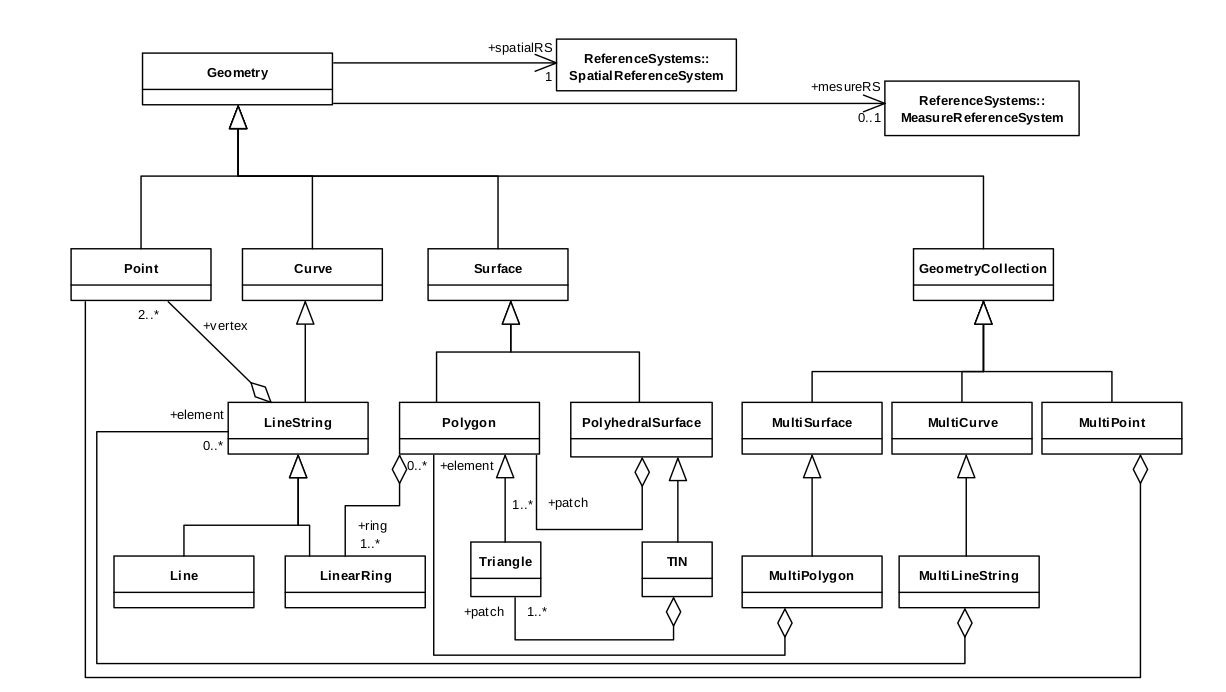 +spatialRS
ReferenceSystems::
SpatialReferenceSystem
Geometry
1
+mesureRS
ReferenceSystems::
MeasureReferenceSystem
0..1
Point
Curve
Surface
GeometryCollection
2..*
+vertex
+element
LineString
Polygon
PolyhedralSurface
MultiSurface
MultiCurve
MultiPoint
0..*
0..*
+element
1..*
+patch
+ring
1..*
Line
LinearRing
Triangle
TIN
MultiPolygon
MultiLineString
+patch
1..*